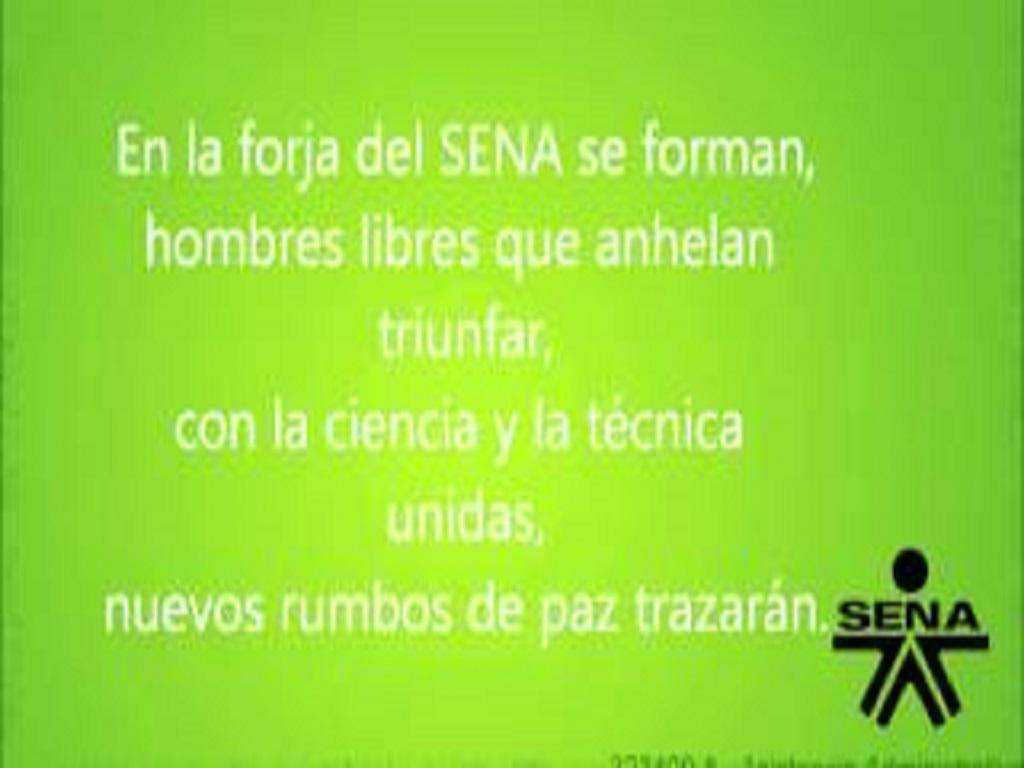 En la forja del SENA se forman,
hombres libres que anhelan
triunfar,
con la ciencia y la técnica
unidas,
nuevos rumbos de paz trazarán.
SENA